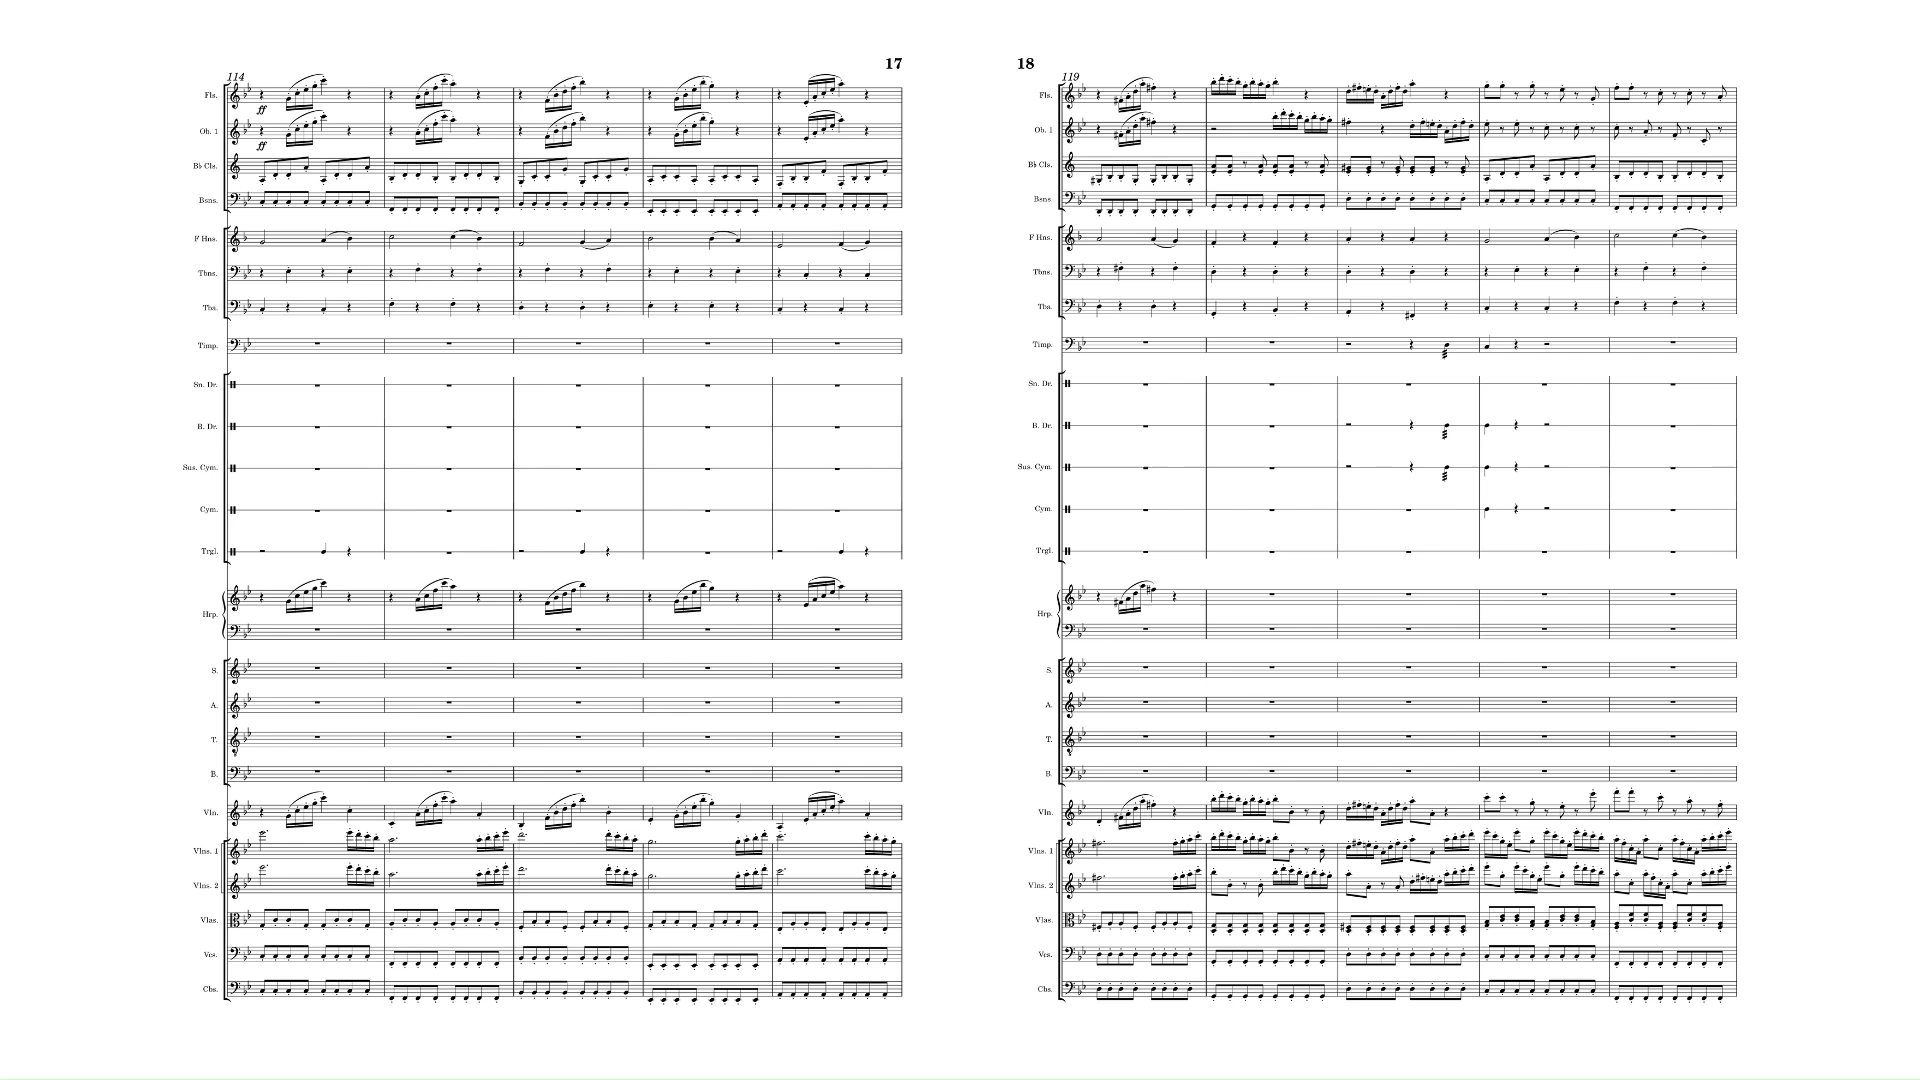 17
114
Fls.
ff
Ob. 1
ff
B♭ Cls.
Bsns.
F Hns.
Tbns.
Tba.
Timp.
Sn. Dr.
B. Dr.
Sus. Cym.
Cym.
Trgl.
Hrp.
S.
A.
T.
B.
Vln.
Vlns. 1
Vlns. 2
Vlas.
Vcs.
Cbs.
18
119
Fls.
Ob. 1
B♭ Cls.
Bsns.
F Hns.
Tbns.
Tba.
Timp.
Sn. Dr.
B. Dr.
Sus. Cym.
Cym.
Trgl.
Hrp.
S.
A.
T.
B.
Vln.
Vlns. 1
Vlns. 2
Vlas.
Vcs.
Cbs.